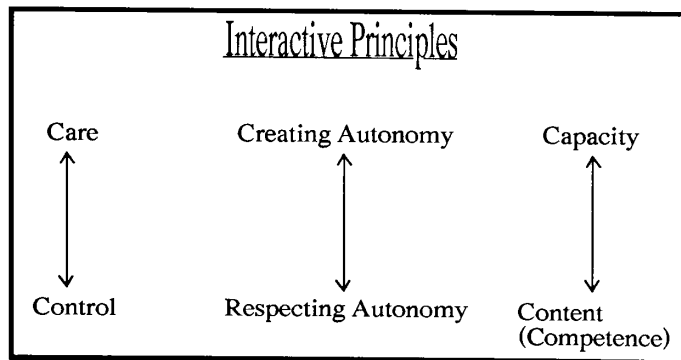 Interactive Principles
Care
Creating Autonomy
Capacity
Control
Respecting Autonomy
Content
(Competence)